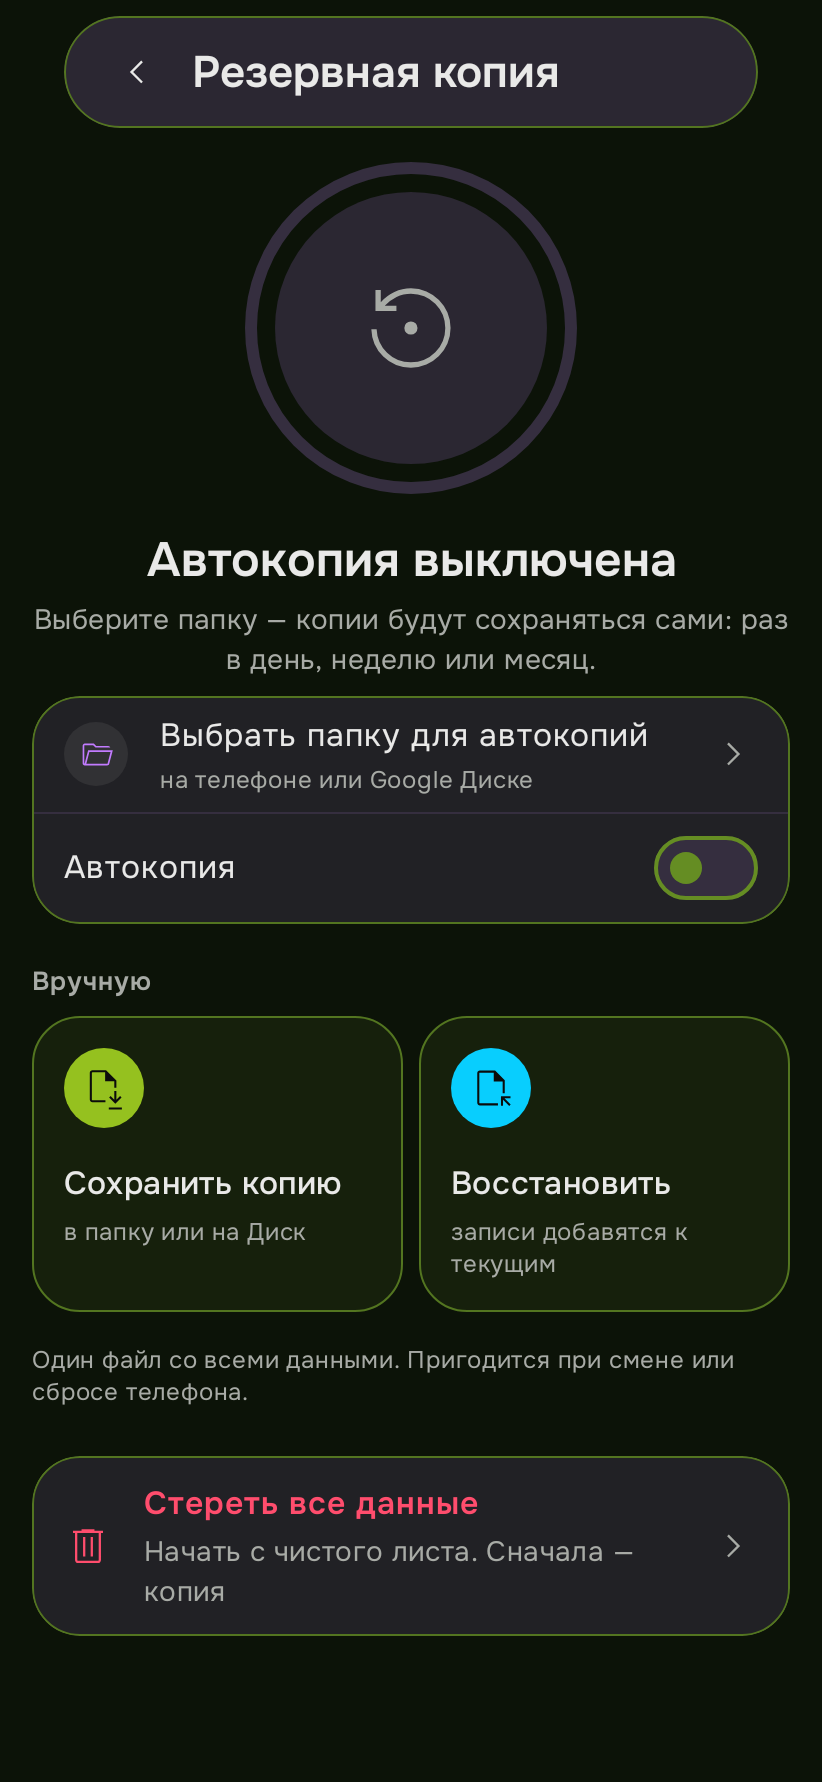 Резервная копия
Автокопия выключена
Выберите папку — копии будут сохраняться сами: раз
в день, неделю или месяц.
Выбрать папку для автокопий
на телефоне или Google Диске
Автокопия
Вручную
Сохранить копию
в папку или на Диск
Восстановить
записи добавятся к
текущим
Один файл со всеми данными. Пригодится при смене или
сбросе телефона.
Стереть все данные
Начать с чистого листа. Сначала —
копия